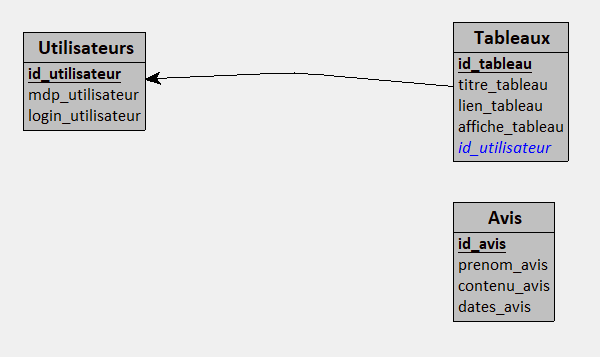 Utilisateurs
id_utilisateur
mdp_utilisateur
login_utilisateur
Tableaux
id_tableau
titre_tableau
lien_tableau
affiche_tableau
id_utilisateur
Avis
id_avis
prenom_avis
contenu_avis
dates_avis